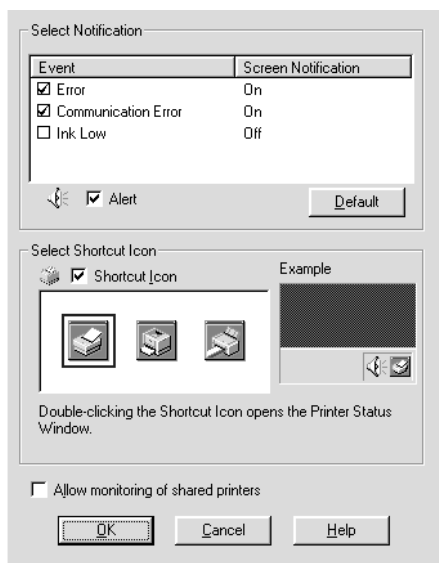 Select Notification
Event Screen Notification
Error On
Communication Error On
Ink Low Off
Alert
Default
Select Shortcut Icon
Shortcut Icon
Example
Double-clicking the Shortcut Icon opens the Printer Status
Window.
Allow monitoring of shared printers
OK Cancel Help